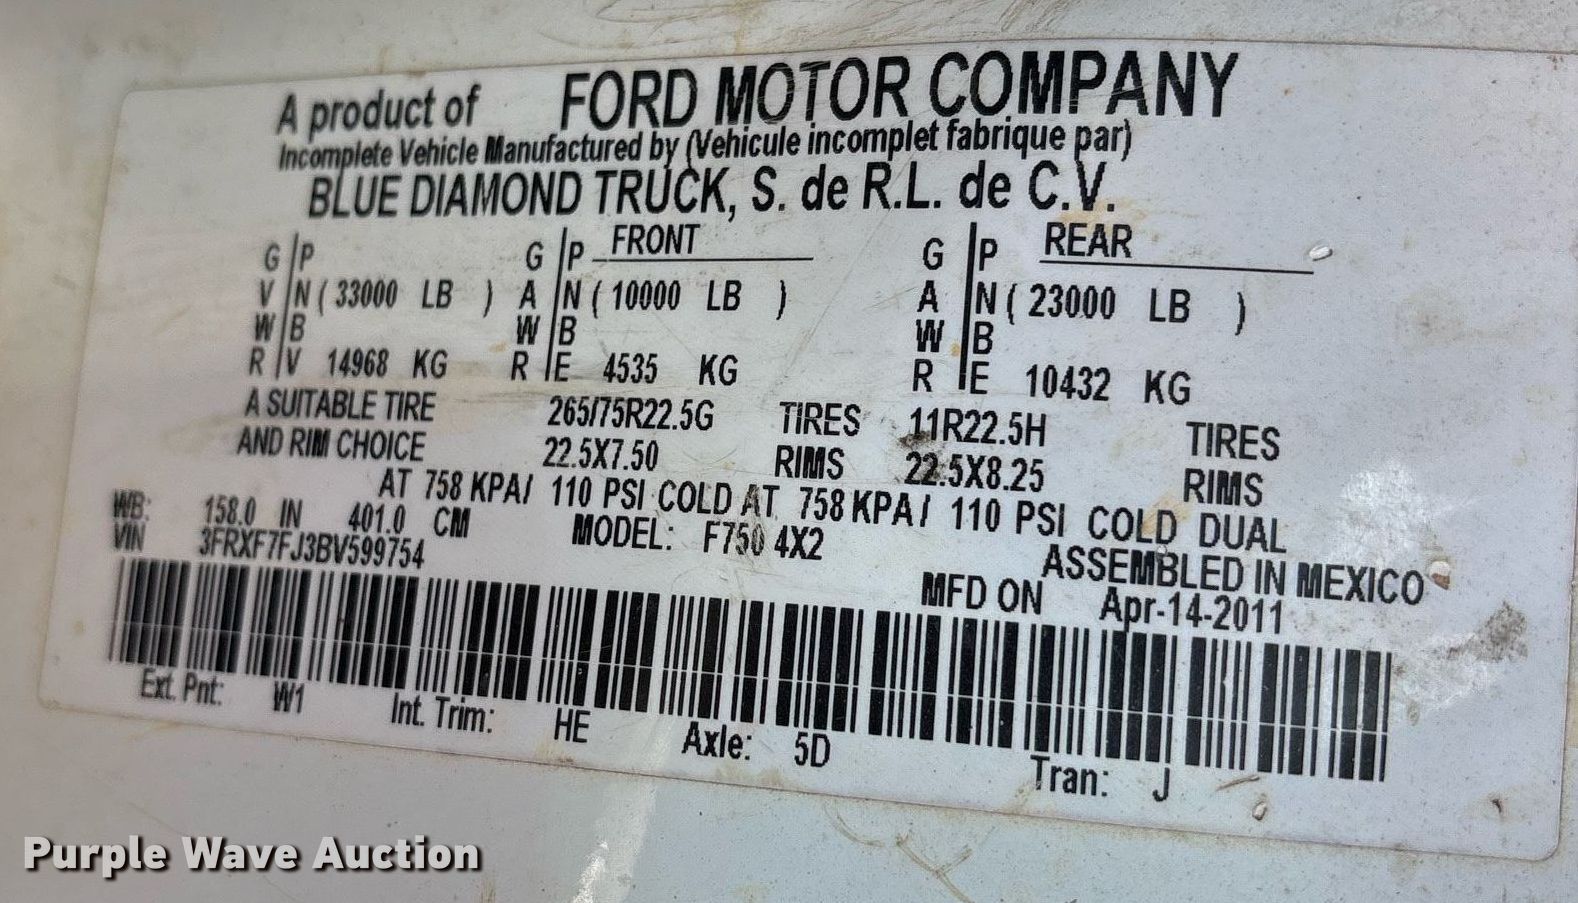 A product of FORD MOTOR COMPANY
Incomplete Vehicle Manufactured by (Vehicule incomplet fabrique par)
BLUE DIAMOND TRUCK, S. de R.L. de C.V.
G P G P FRONT G P REAR
V N ( 33000 LB ) A N ( 10000 LB ) A N ( 23000 LB )
W B W B W B
R V 14968 KG R E 4535 KG R E 10432 KG
A SUITABLE TIRE 265/75R22.5G TIRES 11R22.5H TIRES
AND RIM CHOICE 22.5X7.50 RIMS 22.5X8.25 RIMS
AT 758 KPA/ 110 PSI COLD AT 758 KPA/ 110 PSI COLD DUAL
WB: 158.0 IN 401.0 CM MODEL: F750 4X2 ASSEMBLED IN MEXICO
VIN 3FRXF7FJ3BV599754 MFD ON Apr-14-2011
Ext. Pnt: W1 Int. Trim: HE Axle: 5D Tran: J
Purple Wave Auction